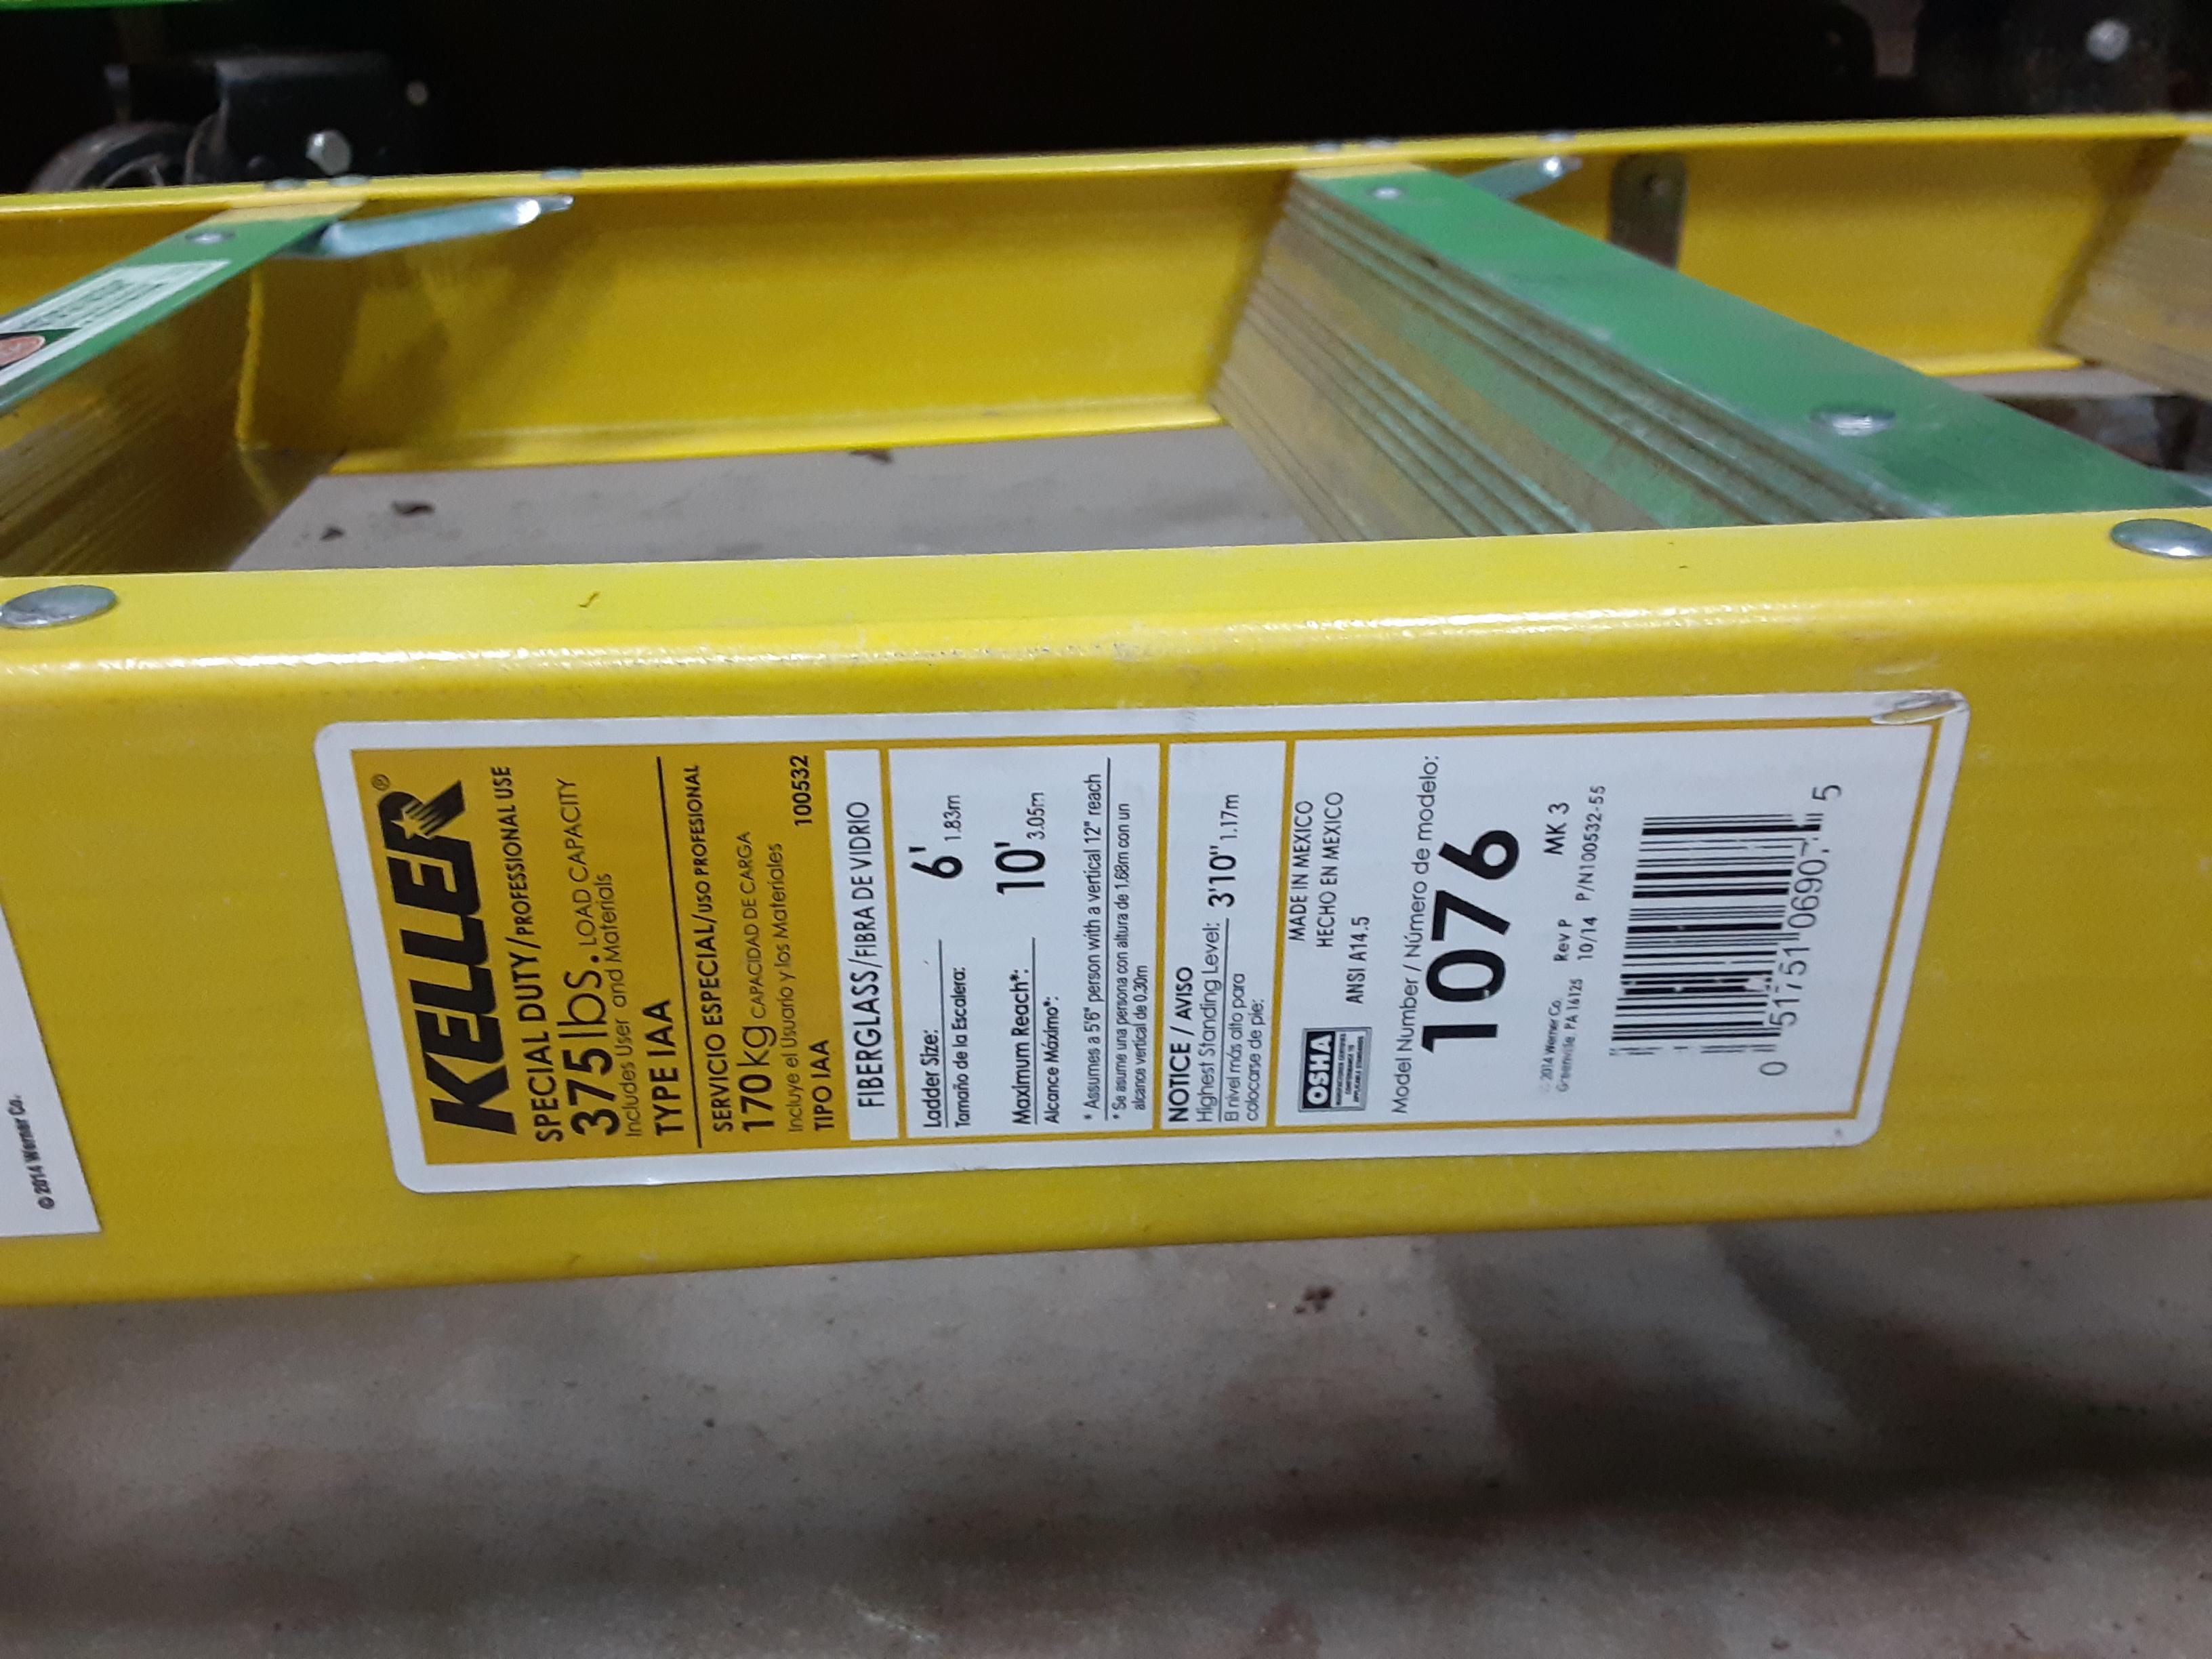 © 2014 Werner Co.
KELLER®
SPECIAL DUTY/PROFESSIONAL USE
375 lbs. LOAD CAPACITY
Includes User and Materials
TYPE IAA
SERVICIO ESPECIAL/USO PROFESIONAL
170 kg CAPACIDAD DE CARGA
Incluye el Usuario y los Materiales
TIPO IAA 100532
FIBERGLASS/FIBRA DE VIDRIO
Ladder Size: 6' 1.83m
Tamaño de la Escalera:
Maximum Reach*: 10' 3.05m
Alcance Máximo*:
* Assumes a 5'6" person with a vertical 12" reach
* Se asume una persona con altura de 1.68m con un
alcance vertical de 0.30m
NOTICE / AVISO
Highest Standing Level: 3'10" 1.17m
El nivel más alto para
colocarse de pie:
MADE IN MEXICO
HECHO EN MEXICO
OSHA
MANUFACTURER CERTIFIES
CONFORMANCE TO
APPLICABLE STANDARDS
ANSI A14.5
Model Number / Número de modelo:
1076
© 2014 Werner Co. Rev P MK 3
Greenville, PA 16125 10/14 P/N100532-55
0 51751 06907 5